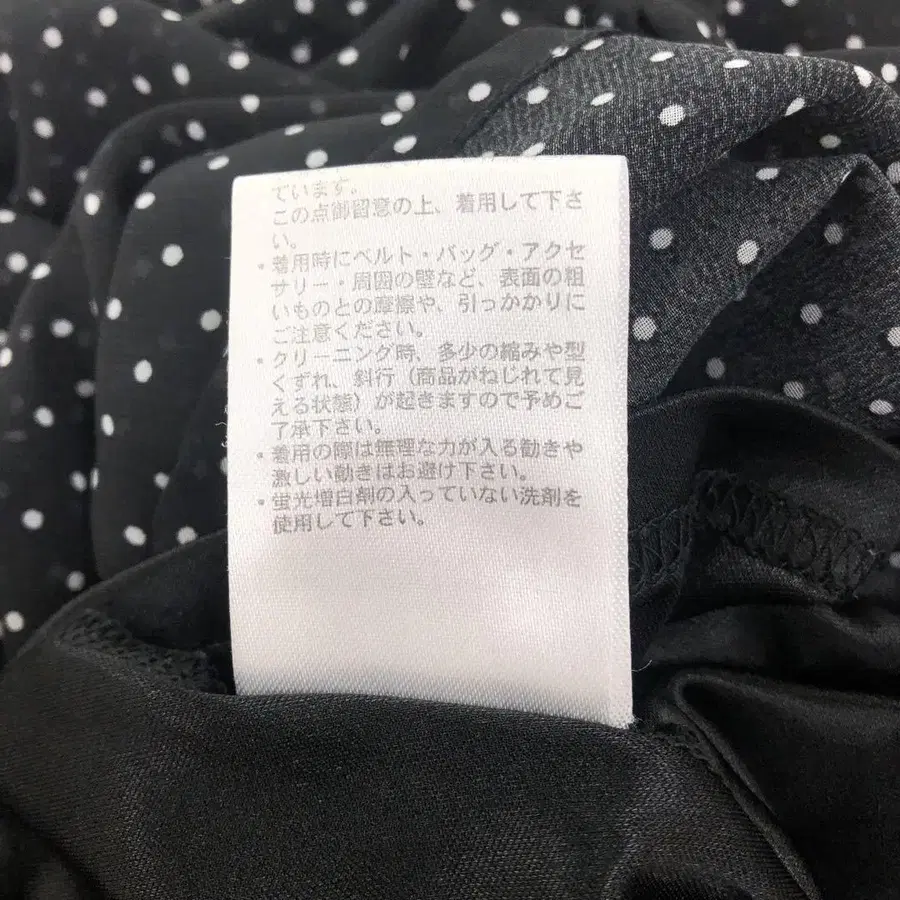 ています。
この点御留意の上、着用して下さ
い。
・着用時にベルト・バッグ・アクセ
サリー・周囲の壁など、表面の粗
いものとの摩擦や、引っかかりに
ご注意ください。
・クリーニング時、多少の縮みや型
くずれ、斜行（商品がねじれて見
える状態）が起きますので予めご
了承下さい。
・着用の際は無理な力が入る動きや
激しい動きはお避け下さい。
・蛍光増白剤の入っていない洗剤を
使用して下さい。